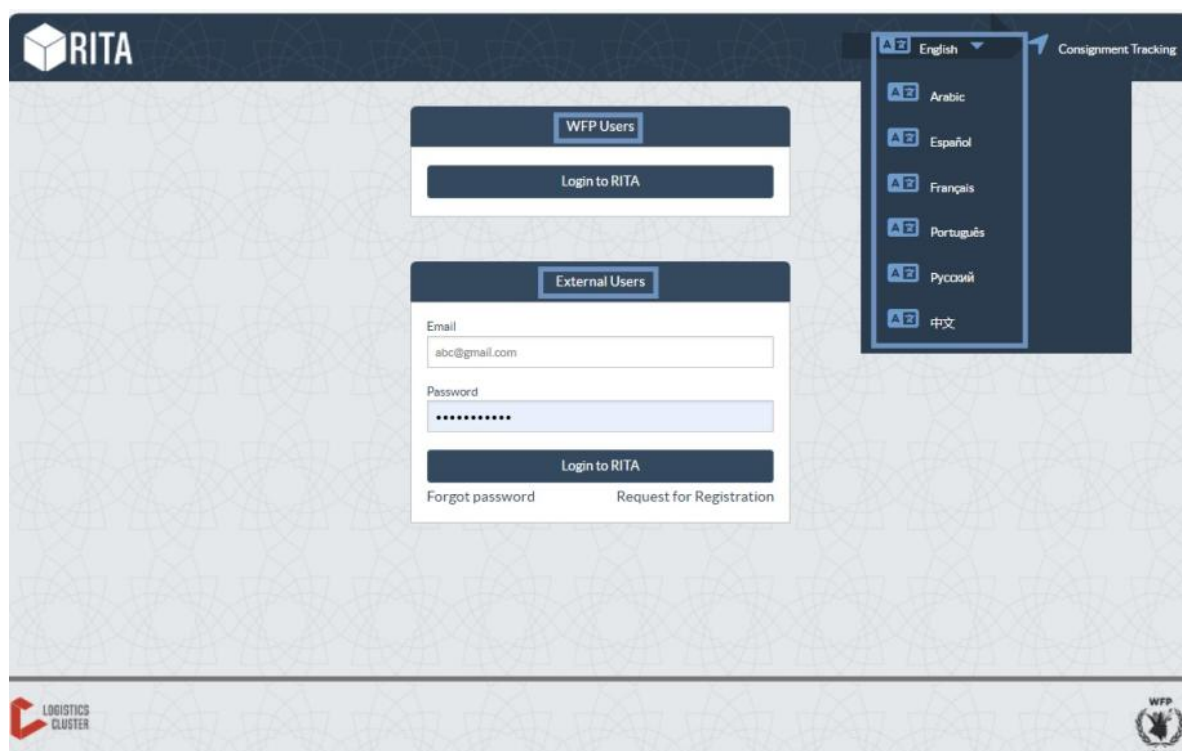 RITA
English
Consignment Tracking
Arabic
Español
Français
Português
Русский
中文
WFP Users
Login to RITA
External Users
Email
abc@gmail.com
Password
•••••••••••
Login to RITA
Forgot password
Request for Registration
LOGISTICS
CLUSTER
WFP